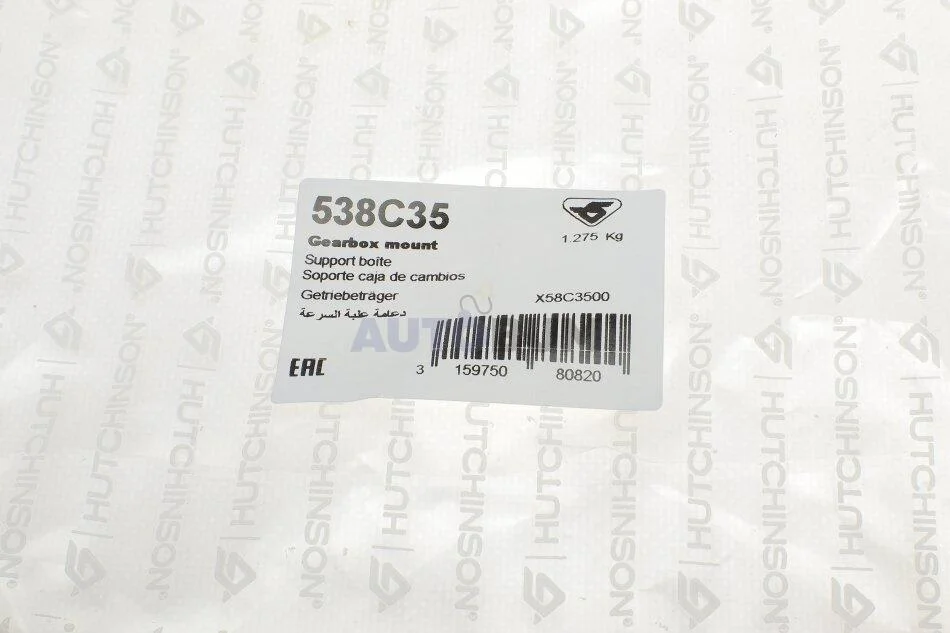 538C35
1.275 Kg
Gearbox mount
Support boîte
Soporte caja de cambios
Getriebeträger
X58C3500
دعامة علبة السرعة
EAC
3 159750 80820
HUTCHINSON®